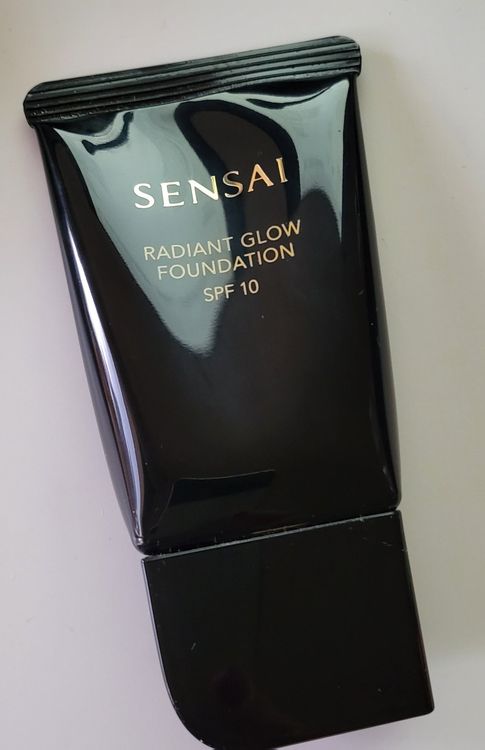 SENSAI
RADIANT GLOW
FOUNDATION
SPF 10